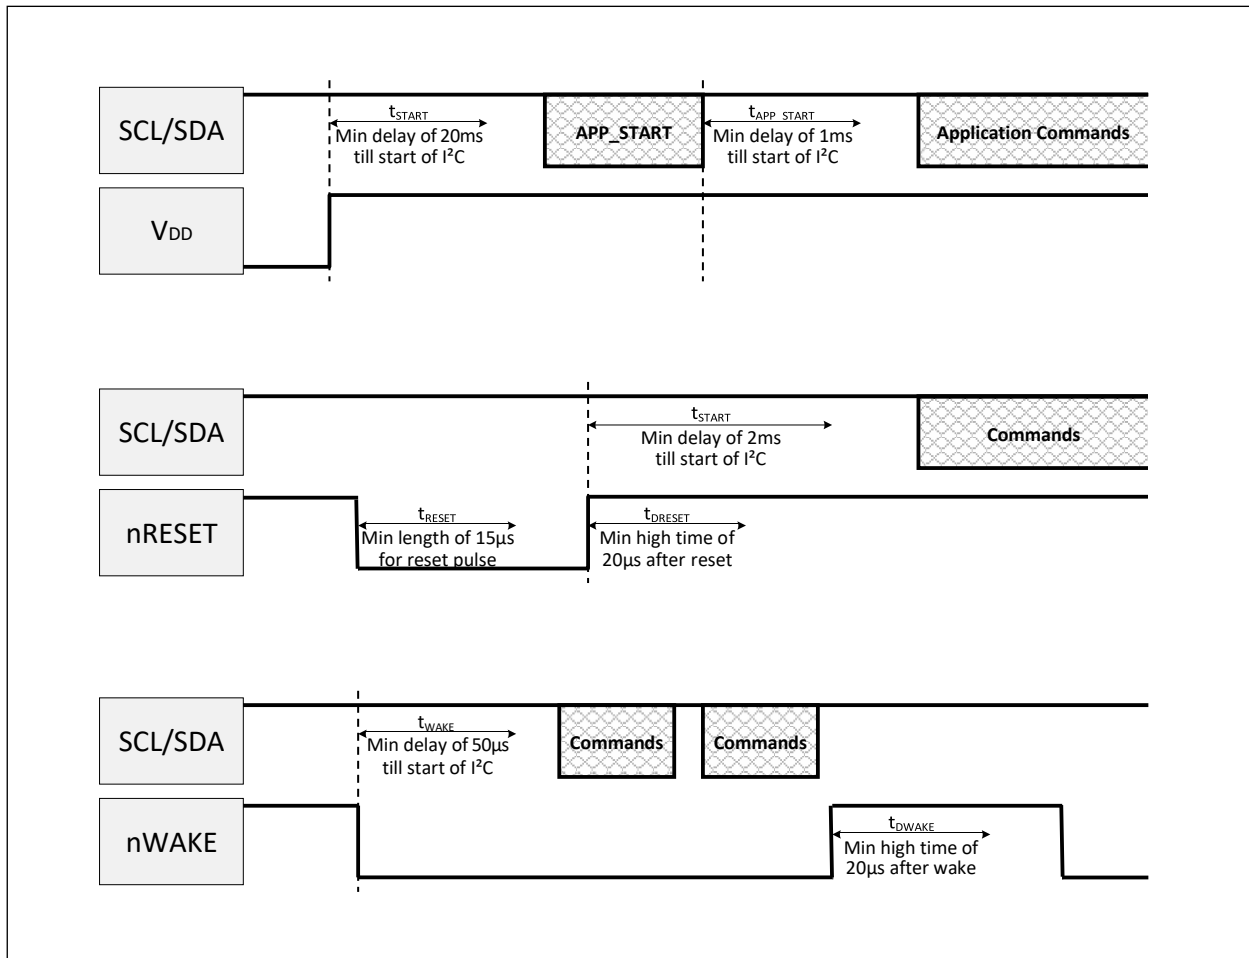 SCL/SDA
tSTART
Min delay of 20ms
till start of I²C
APP_START
tAPP_START
Min delay of 1ms
till start of I²C
Application Commands
VDD
SCL/SDA
tSTART
Min delay of 2ms
till start of I²C
Commands
nRESET
tRESET
Min length of 15µs
for reset pulse
tDRESET
Min high time of
20µs after reset
SCL/SDA
tWAKE
Min delay of 50µs
till start of I²C
Commands
Commands
nWAKE
tDWAKE
Min high time of
20µs after wake